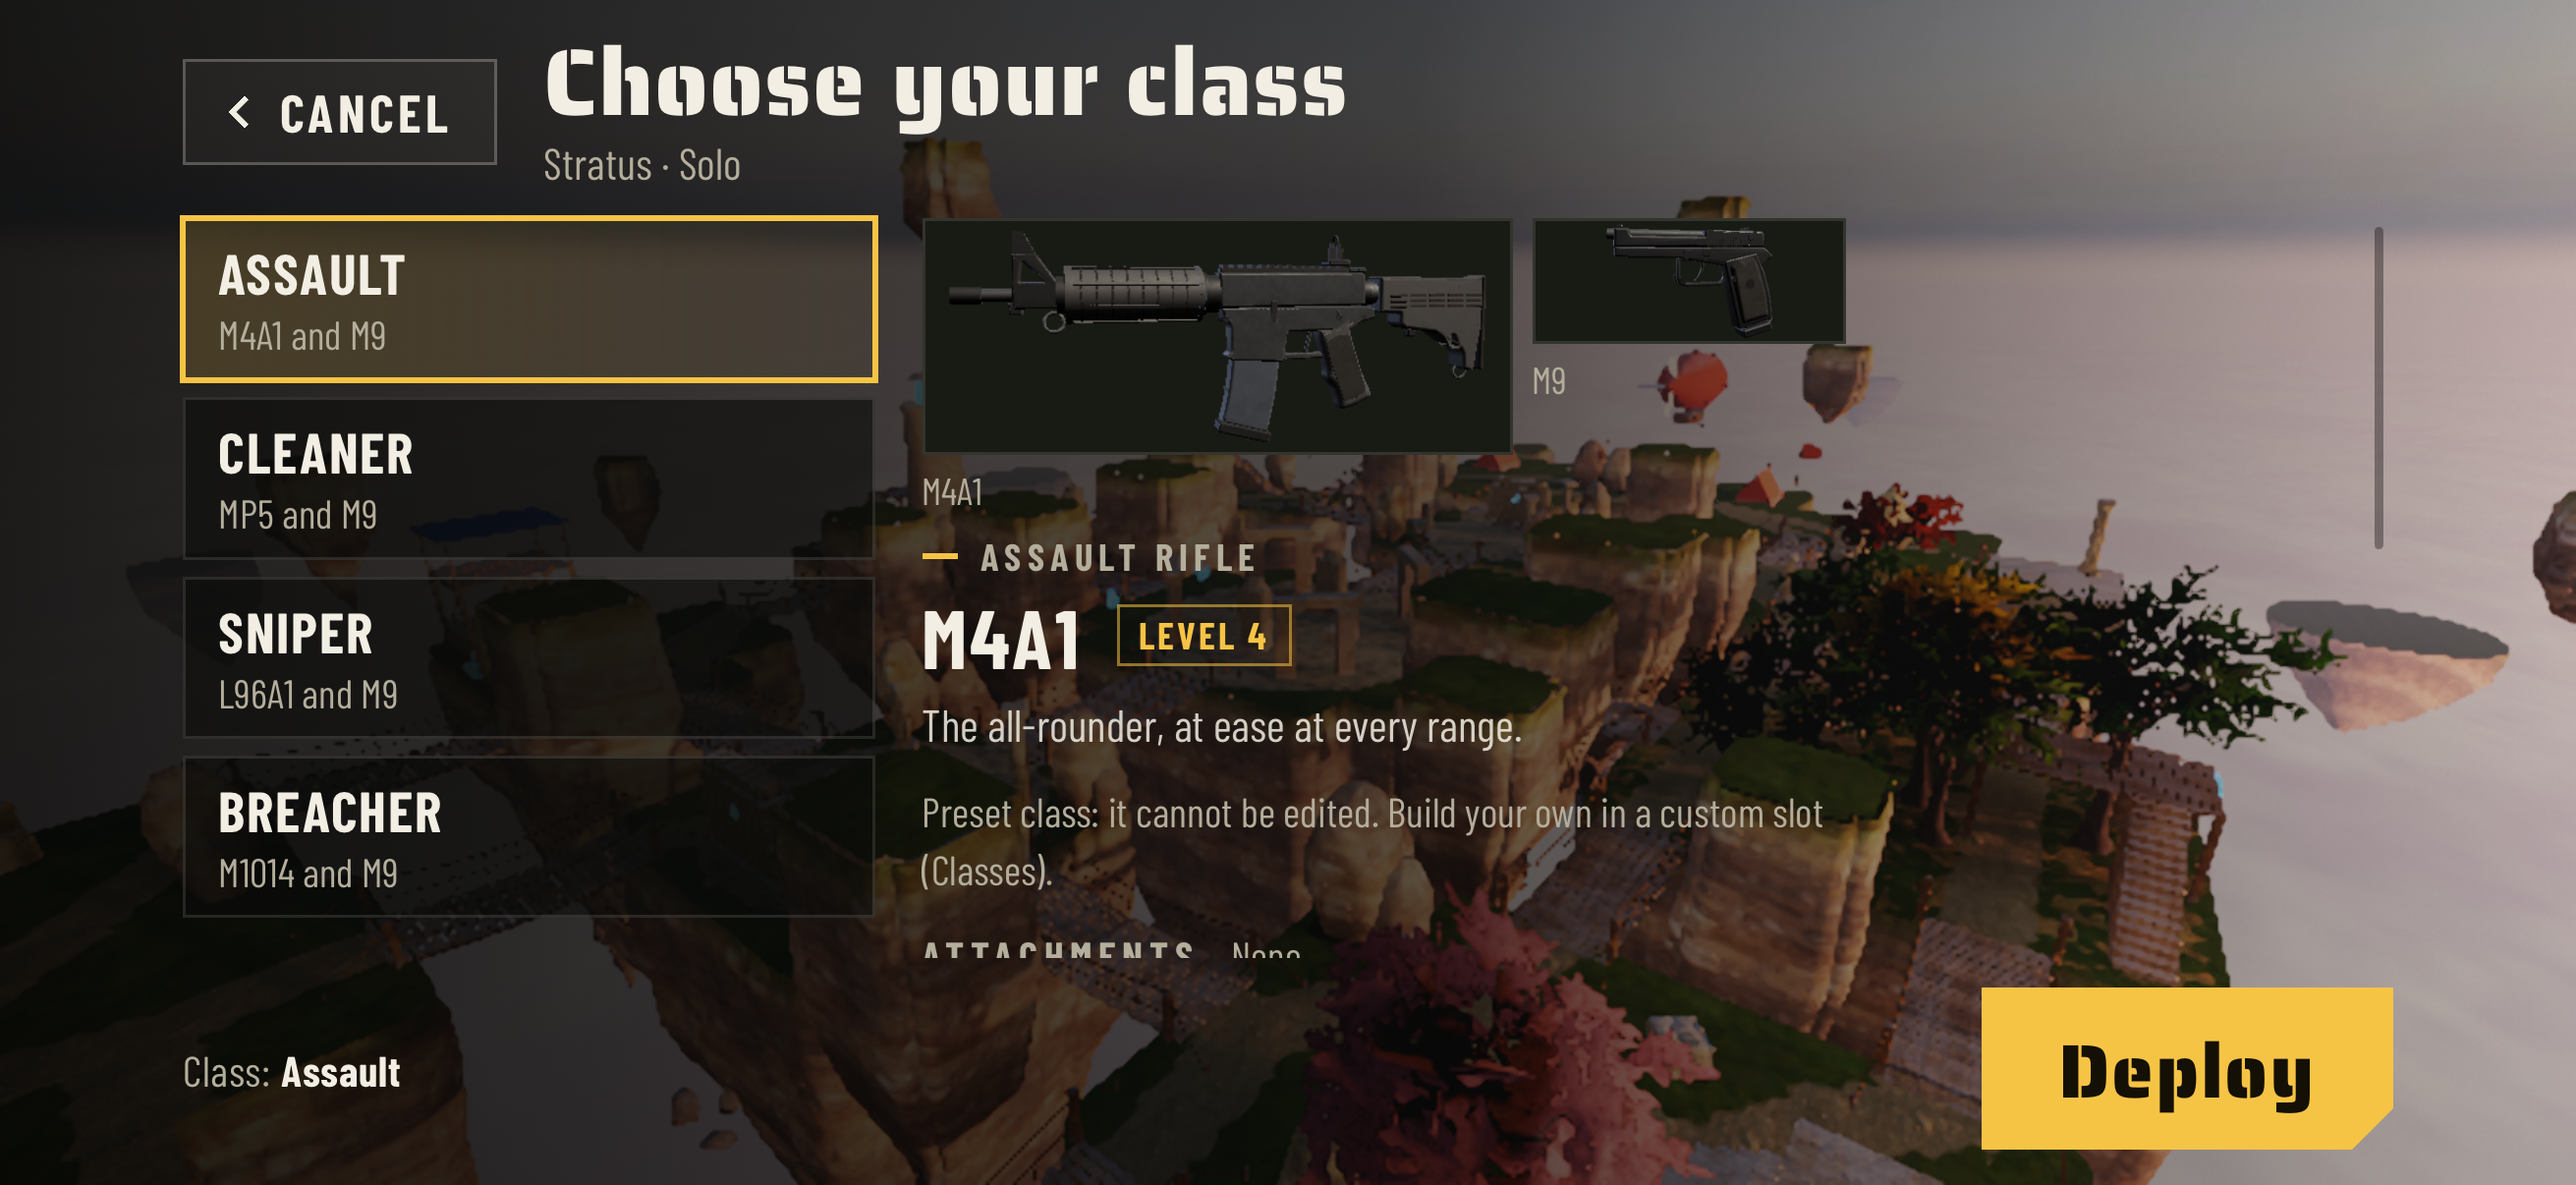 CANCEL
Choose your class
Stratus · Solo
ASSAULT
M4A1 and M9
CLEANER
MP5 and M9
SNIPER
L96A1 and M9
BREACHER
M1014 and M9
M4A1
M9
ASSAULT RIFLE
M4A1 LEVEL 4
The all-rounder, at ease at every range.
Preset class: it cannot be edited. Build your own in a custom slot
(Classes).
ATTACHMENTS None
Class: Assault
Deploy